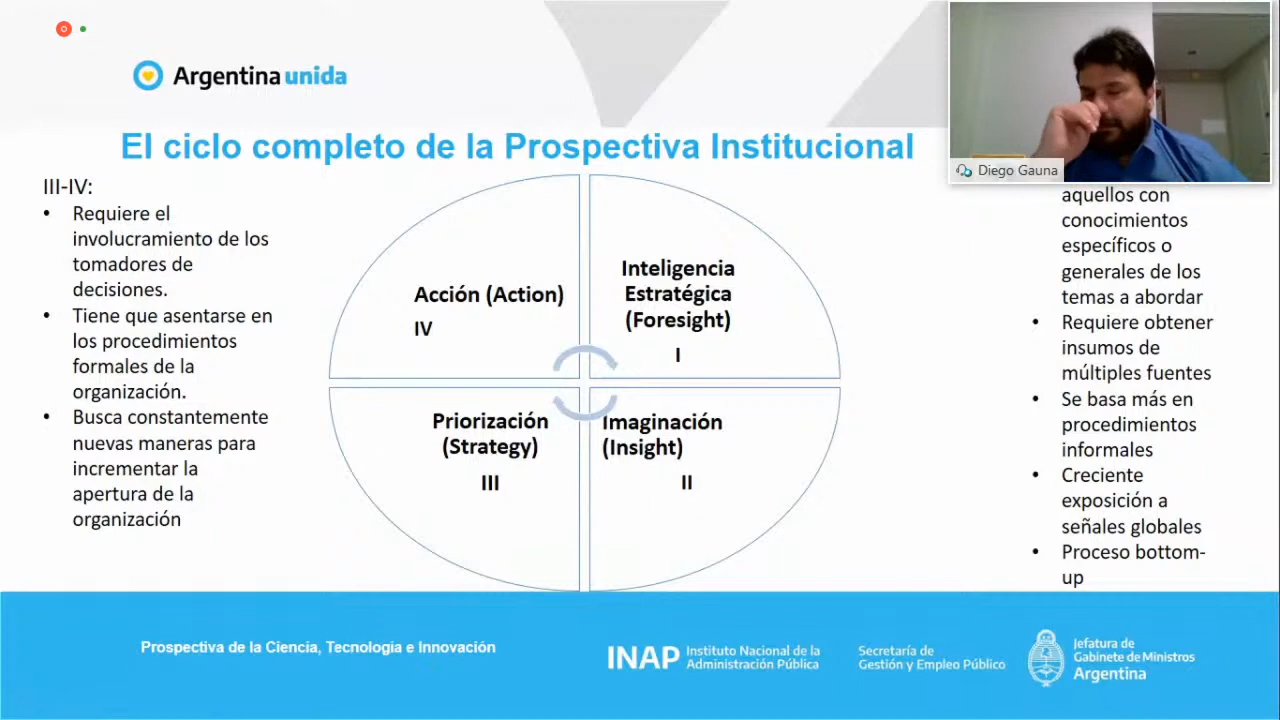 Argentina unida
El ciclo completo de la Prospectiva Institucional
III-IV:
• Requiere el
involucramiento de los
tomadores de
decisiones.
• Tiene que asentarse en
los procedimientos
formales de la
organización.
• Busca constantemente
nuevas maneras para
incrementar la
apertura de la
organización
Acción (Action)
IV
Inteligencia
Estratégica
(Foresight)
I
Priorización
(Strategy)
III
Imaginación
(Insight)
II
Diego Gauna
aquellos con
conocimientos
específicos o
generales de los
temas a abordar
• Requiere obtener
insumos de
múltiples fuentes
• Se basa más en
procedimientos
informales
• Creciente
exposición a
señales globales
• Proceso bottom-
up
Prospectiva de la Ciencia, Tecnologia e Innovación
INAP
Instituto Nacional de la
Administración Pública
Secretaría de
Gestión y Empleo Público
Jefatura de
Gabinete de Ministros
Argentina